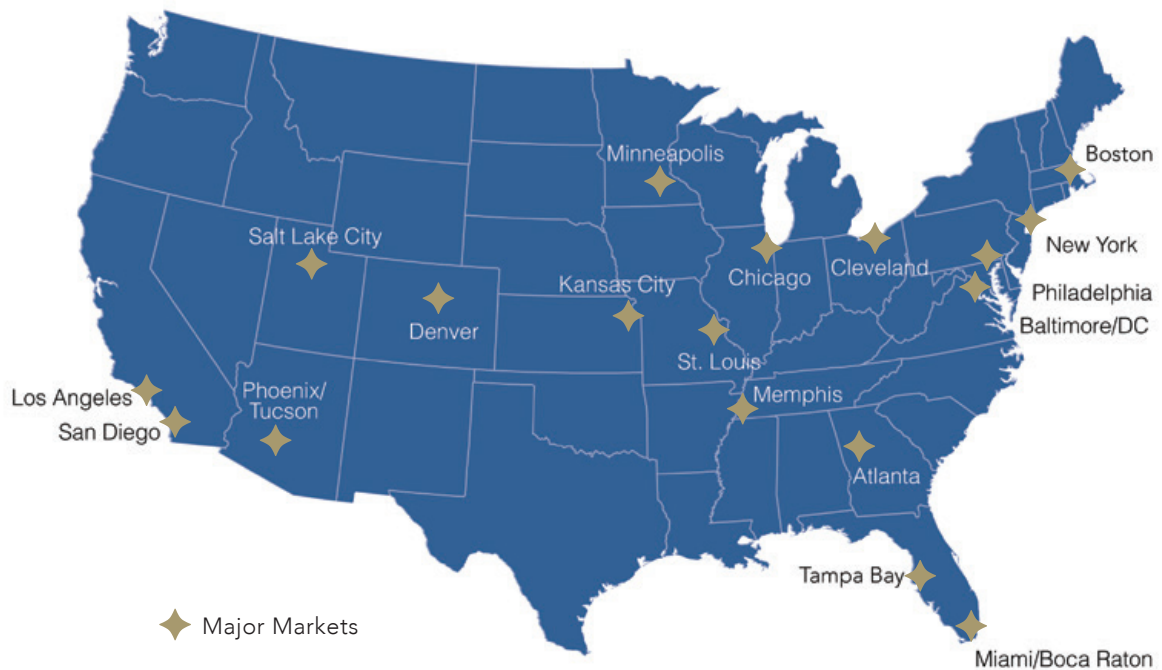 Minneapolis
Boston
Salt Lake City
New York
Chicago
Cleveland
Kansas City
Philadelphia
Denver
Baltimore/DC
St. Louis
Los Angeles
Phoenix/
Tucson
Memphis
San Diego
Atlanta
Tampa Bay
Major Markets
Miami/Boca Raton